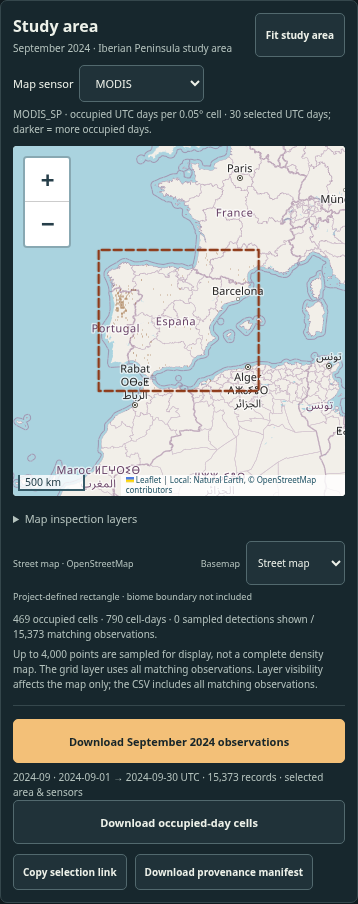 Study area
September 2024 · Iberian Peninsula study area
Fit study area
Map sensor
MODIS
MODIS_SP · occupied UTC days per 0.05° cell · 30 selected UTC days;
darker = more occupied days.
+
−
Paris
Mün
France
Barcelona
España
Portugal
Rabat
ⵔⴱⴰⵟ
الرباط
Alger
الجزائر
تونس
تونس
Maroc ⵍⵎⵖⵔⵉⴱ
المغرب
500 km
Leaflet | Local: Natural Earth, © OpenStreetMap
contributors
▶ Map inspection layers
Street map · OpenStreetMap
Basemap
Street map
Project-defined rectangle · biome boundary not included
469 occupied cells · 790 cell-days · 0 sampled detections shown /
15,373 matching observations.
Up to 4,000 points are sampled for display, not a complete density
map. The grid layer uses all matching observations. Layer visibility
affects the map only; the CSV includes all matching observations.
Download September 2024 observations
2024-09 · 2024-09-01 → 2024-09-30 UTC · 15,373 records · selected
area & sensors
Download occupied-day cells
Copy selection link
Download provenance manifest